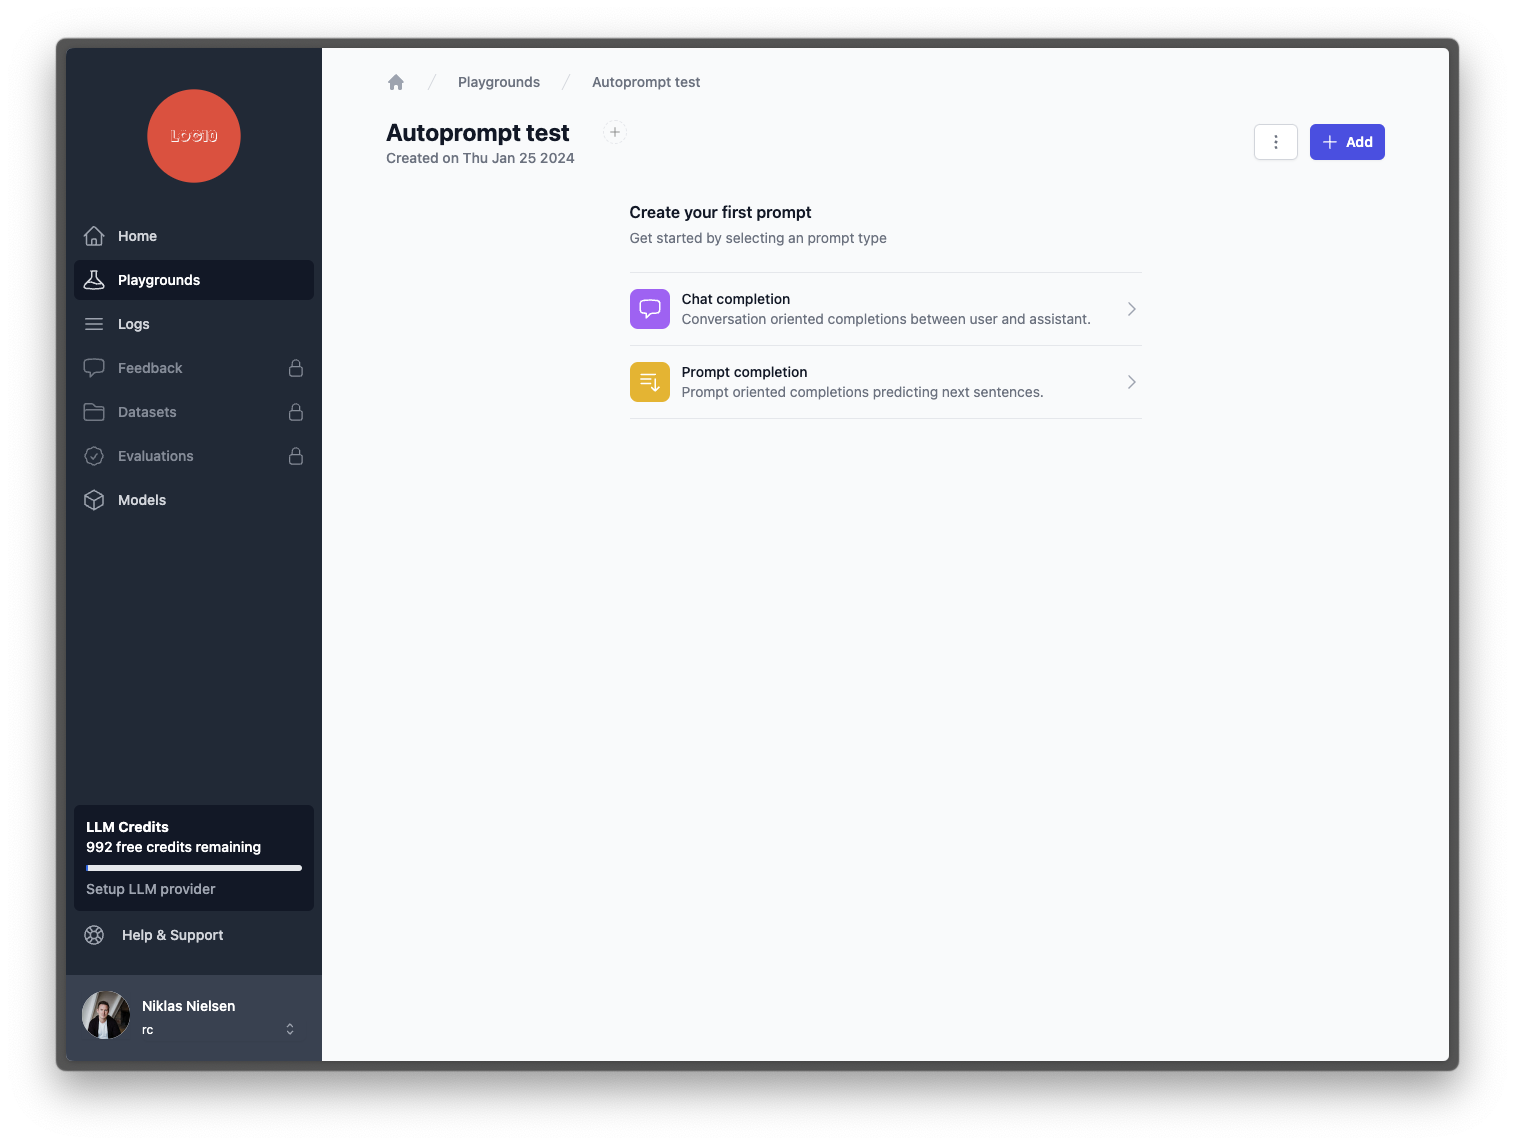 LOGIO
Home
Playgrounds
Logs
Feedback
Datasets
Evaluations
Models
LLM Credits
992 free credits remaining
Setup LLM provider
Help & Support
Niklas Nielsen
rc
Playgrounds
Autoprompt test
Autoprompt test
Created on Thu Jan 25 2024
Add
Create your first prompt
Get started by selecting an prompt type
Chat completion
Conversation oriented completions between user and assistant.
Prompt completion
Prompt oriented completions predicting next sentences.